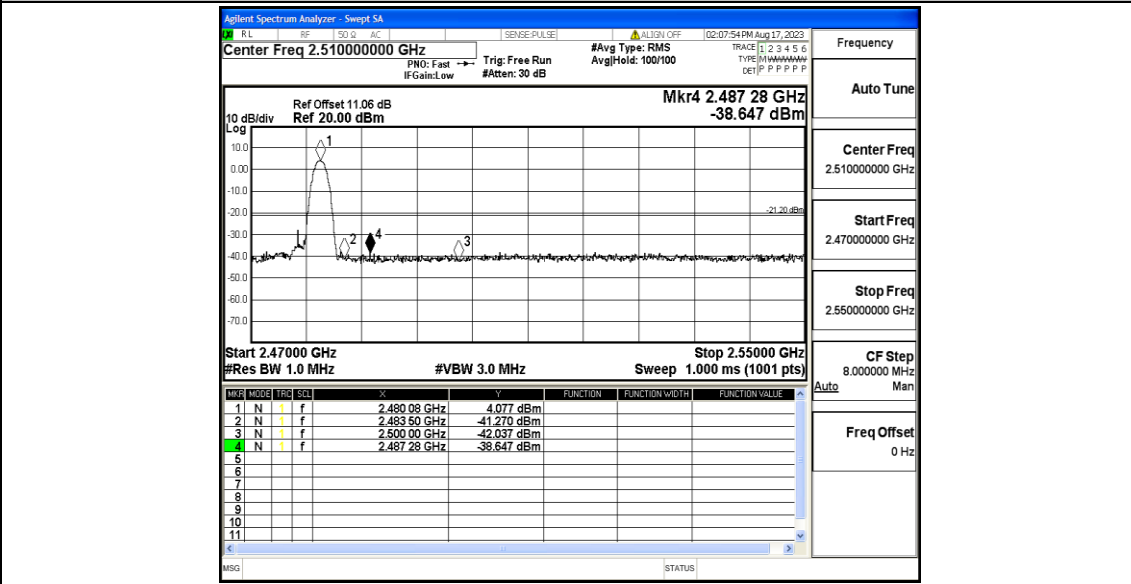 Agilent Spectrum Analyzer - Swept SA
RL RF 50 Ω AC SENSE:PULSE ALIGN OFF 02:07:54 PM Aug 17, 2023
Center Freq 2.510000000 GHz
PNO: Fast
IFGain:Low
Trig: Free Run
#Atten: 30 dB
#Avg Type: RMS
Avg|Hold: 100/100
TRACE 1 2 3 4 5 6
TYPE M W W W W W
DET P P P P P P
Ref Offset 11.06 dB
10 dB/div Ref 20.00 dBm
Log
Mkr4 2.487 28 GHz
-38.647 dBm
10.0
0.00
-10.0
-20.0
-30.0
-40.0
-50.0
-60.0
-70.0
1
2
4
3
-21.20 dBm
Start 2.47000 GHz Stop 2.55000 GHz
#Res BW 1.0 MHz #VBW 3.0 MHz Sweep 1.000 ms (1001 pts)
MKR MODE TRC SCL X Y FUNCTION FUNCTION WIDTH FUNCTION VALUE
1 N 1 f 2.480 08 GHz 4.077 dBm
2 N 1 f 2.483 50 GHz -41.270 dBm
3 N 1 f 2.500 00 GHz -42.037 dBm
4 N 1 f 2.487 28 GHz -38.647 dBm
5
6
7
8
9
10
11
MSG STATUS
Frequency
Auto Tune
Center Freq
2.510000000 GHz
Start Freq
2.470000000 GHz
Stop Freq
2.550000000 GHz
CF Step
8.000000 MHz
Auto Man
Freq Offset
0 Hz